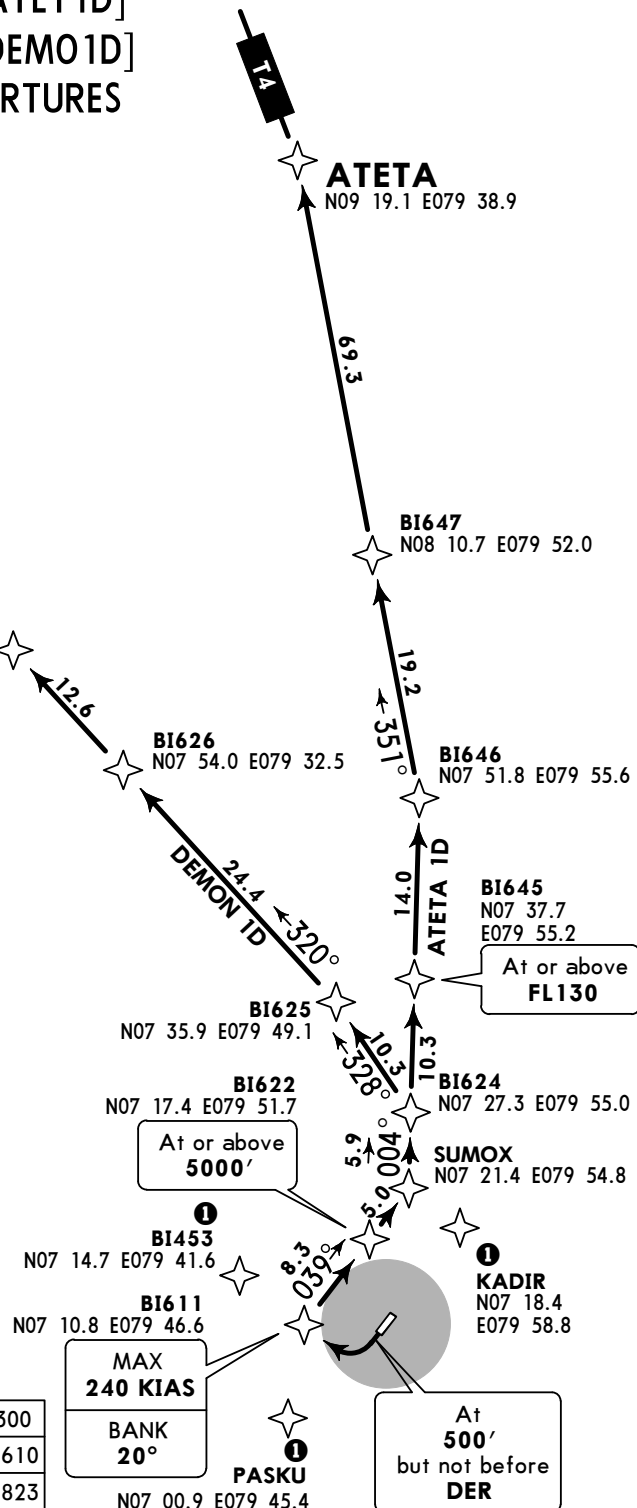 ATET1D]
DEMO1D]
RTURES
T4
ATETA
N09 19.1 E079 38.9
69.3
BI647
N08 10.7 E079 52.0
19.2
351°
12.6
BI626
N07 54.0 E079 32.5
BI646
N07 51.8 E079 55.6
24.4
DEMON 1D
320°
14.0
ATETA 1D
BI645
N07 37.7
E079 55.2
At or above
FL130
BI625
N07 35.9 E079 49.1
10.3
328°
10.3
BI624
N07 27.3 E079 55.0
BI622
N07 17.4 E079 51.7
At or above
5000'
5.9
004°
SUMOX
N07 21.4 E079 54.8
5.0
1
BI453
N07 14.7 E079 41.6
8.3
039°
1
KADIR
N07 18.4
E079 58.8
BI611
N07 10.8 E079 46.6
MAX
240 KIAS
BANK
20°
At
500'
but not before
DER
1
PASKU
N07 00.9 E079 45.4
300
610
823